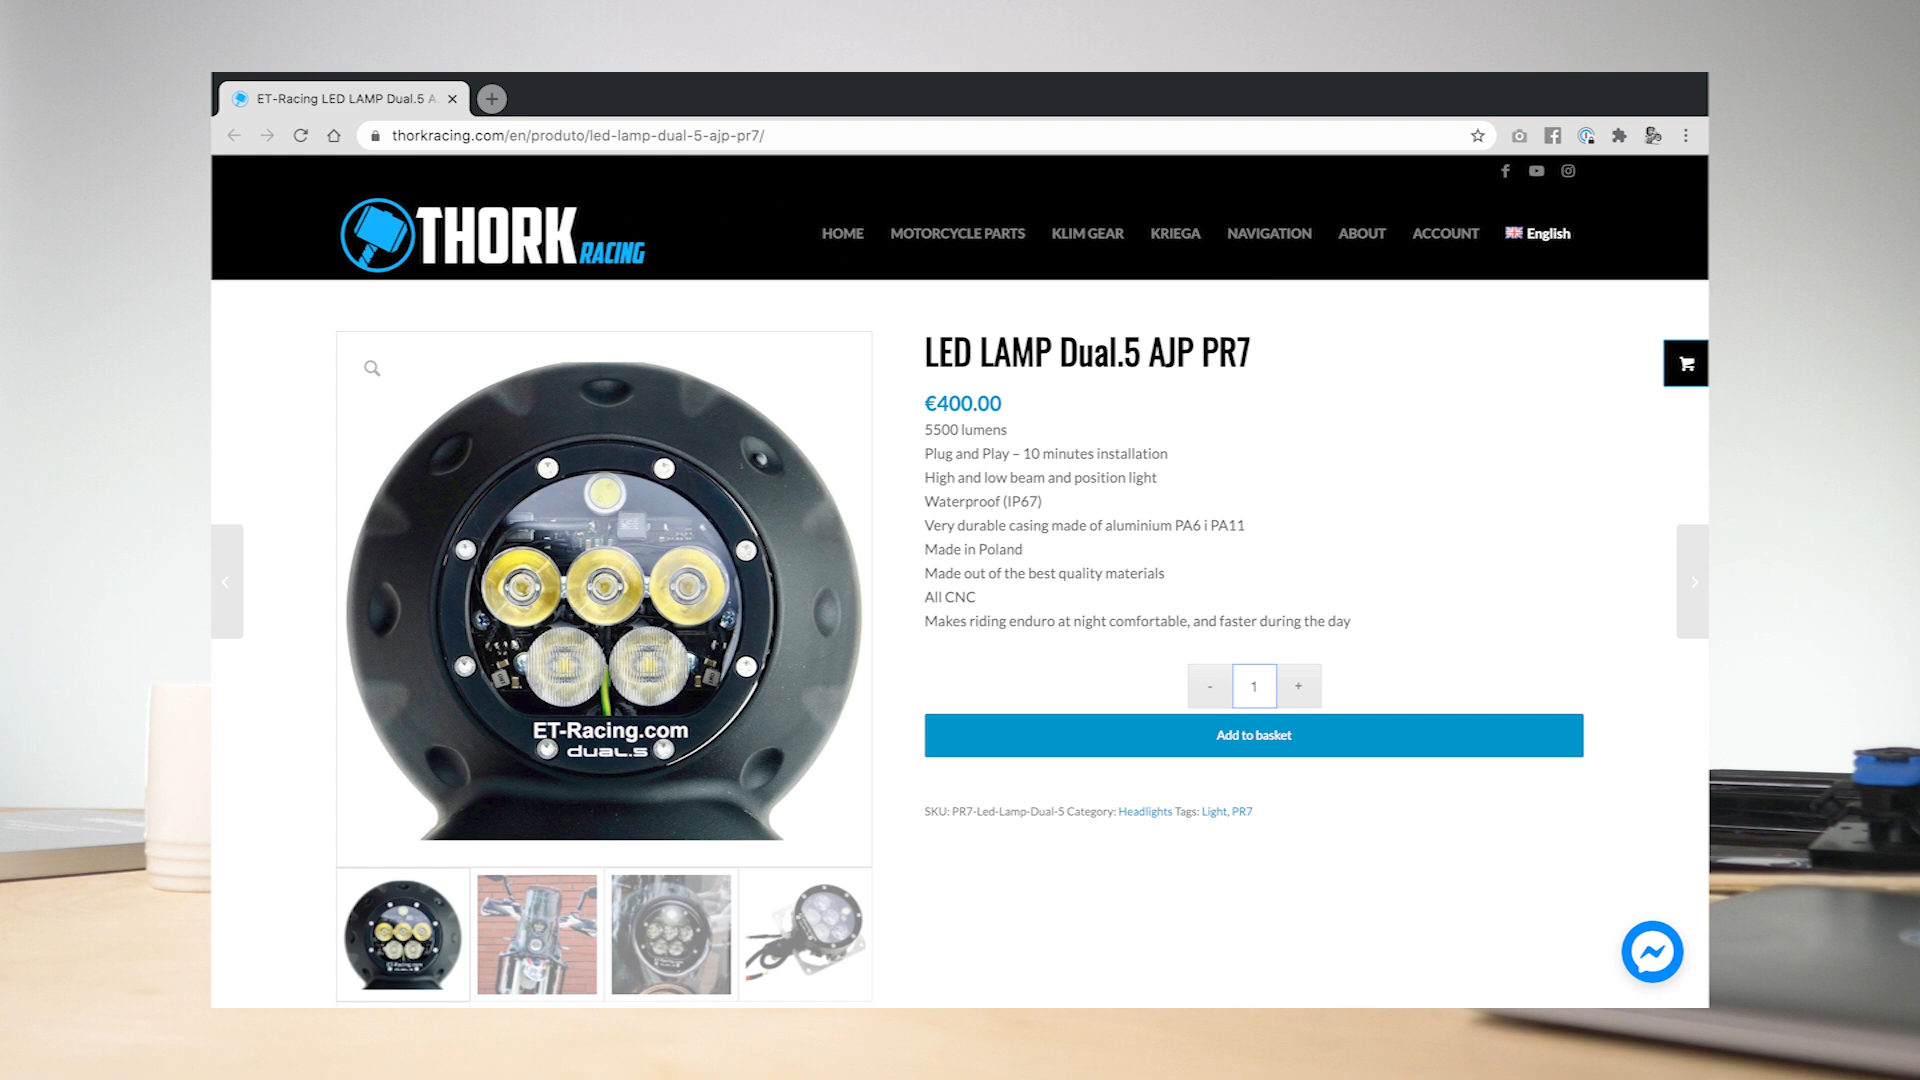 ET-Racing LED LAMP Dual.5 A
thorkracing.com/en/produto/led-lamp-dual-5-ajp-pr7/
THORK RACING
HOME
MOTORCYCLE PARTS
KLIM GEAR
KRIEGA
NAVIGATION
ABOUT
ACCOUNT
English
LED LAMP Dual.5 AJP PR7
€400.00
5500 lumens
Plug and Play – 10 minutes installation
High and low beam and position light
Waterproof (IP67)
Very durable casing made of aluminium PA6 i PA11
Made in Poland
Made out of the best quality materials
All CNC
Makes riding enduro at night comfortable, and faster during the day
- 1 +
Add to basket
SKU: PR7-Led-Lamp-Dual-5 Category: Headlights Tags: Light, PR7
ET-Racing.com
dual.5